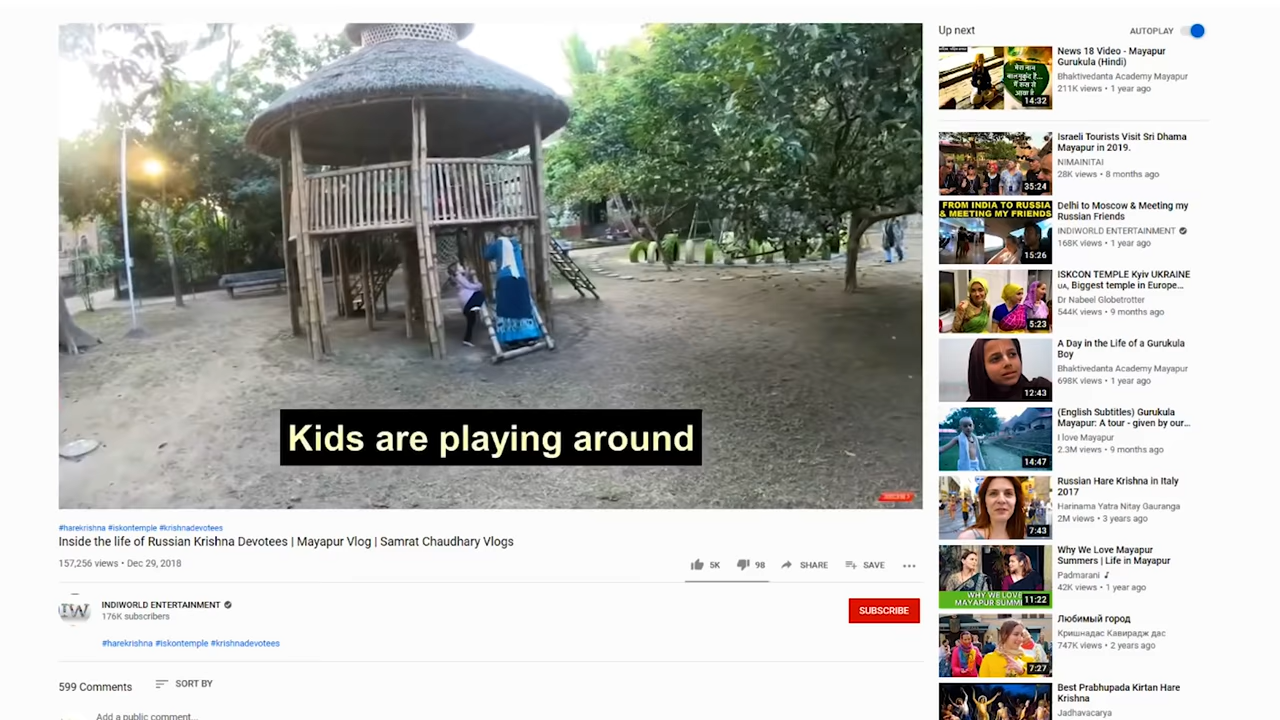 Kids are playing around
SUBSCRIBE
#harekrishna #iskontemple #krishnadevotees
Inside the life of Russian Krishna Devotees | Mayapur Vlog | Samrat Chaudhary Vlogs
157,256 views • Dec 29, 2018
5K
98
SHARE
SAVE
IW
INDIWORLD ENTERTAINMENT
176K subscribers
SUBSCRIBE
#harekrishna #iskontemple #krishnadevotees
599 Comments
SORT BY
Add a public comment...
Up next
AUTOPLAY
14:32
News 18 Video - Mayapur
Gurukula (Hindi)
Bhaktivedanta Academy Mayapur
211K views • 1 year ago
35:24
Israeli Tourists Visit Sri Dhama
Mayapur in 2019.
NIMAINITAI
28K views • 8 months ago
FROM INDIA TO RUSSIA
& MEETING MY FRIENDS
15:26
Delhi to Moscow & Meeting my
Russian Friends
INDIWORLD ENTERTAINMENT
168K views • 1 year ago
5:23
ISKCON TEMPLE Kyiv UKRAINE
UA, Biggest temple in Europe...
Dr Nabeel Globetrotter
544K views • 9 months ago
12:43
A Day in the Life of a Gurukula
Boy
Bhaktivedanta Academy Mayapur
698K views • 1 year ago
14:47
(English Subtitles) Gurukula
Mayapur: A tour - given by our...
I love Mayapur
2.3M views • 9 months ago
7:43
Russian Hare Krishna in Italy
2017
Harinama Yatra Nitay Gauranga
2M views • 3 years ago
WHY WE LOVE
MAYAPUR SUMM
11:22
Why We Love Mayapur
Summers | Life in Mayapur
Padmarani
42K views • 1 year ago
7:27
Любимый город
Кришнадас Кавирадж дас
747K views • 2 years ago
Best Prabhupada Kirtan Hare
Krishna
Jadhavacarya